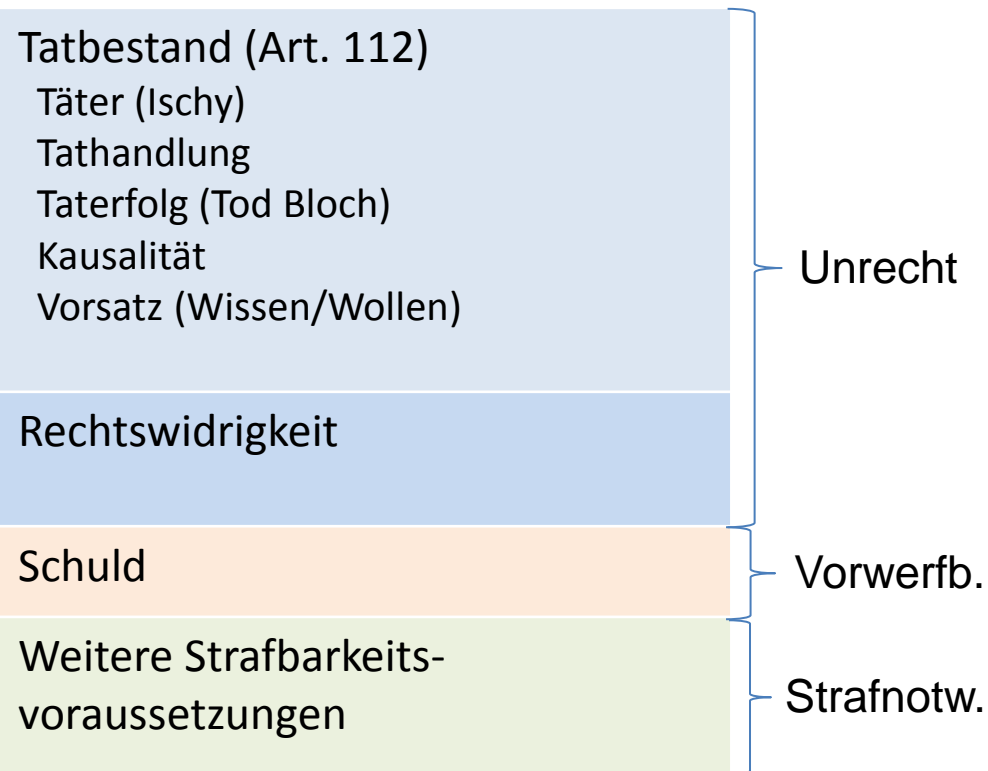 Tatbestand (Art. 112)
Täter (Ischy)
Tathandlung
Taterfolg (Tod Bloch)
Kausalität
Vorsatz (Wissen/Wollen)
Unrecht
Rechtswidrigkeit
Schuld
Vorwerfb.
Weitere Strafbarkeits-
voraussetzungen
Strafnotw.